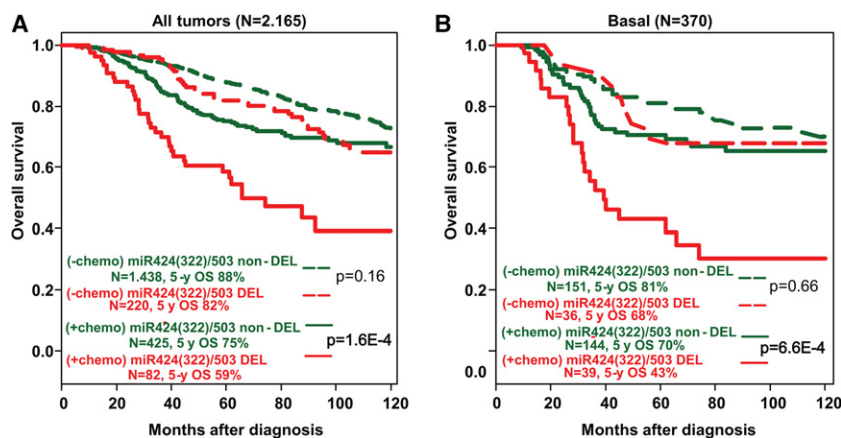 A
All tumors (N=2.165)
Overall survival
1.0
0.8
0.6
0.4
0.2
0.0
(-chemo) miR424(322)/503 non-DEL
N=1.438, 5-y OS 88%
(-chemo) miR424(322)/503 DEL
N=220, 5 y OS 82%
p=0.16
(+chemo) miR424(322)/503 non-DEL
N=425, 5 y OS 75%
(+chemo) miR424(322)/503 DEL
N=82, 5-y OS 59%
p=1.6E-4
0 20 40 60 80 100 120
Months after diagnosis
B
Basal (N=370)
Overall survival
1.0
0.8
0.6
0.4
0.2
0.0
(-chemo) miR424(322)/503 non-DEL
N=151, 5-y OS 81%
(-chemo) miR424(322)/503 DEL
N=36, 5-y OS 68%
p=0.66
(+chemo) miR424(322)/503 non-DEL
N=144, 5 y OS 70%
(+chemo) miR424(322)/503 DEL
N=39, 5-y OS 43%
p=6.6E-4
0 20 40 60 80 100 120
Months after diagnosis